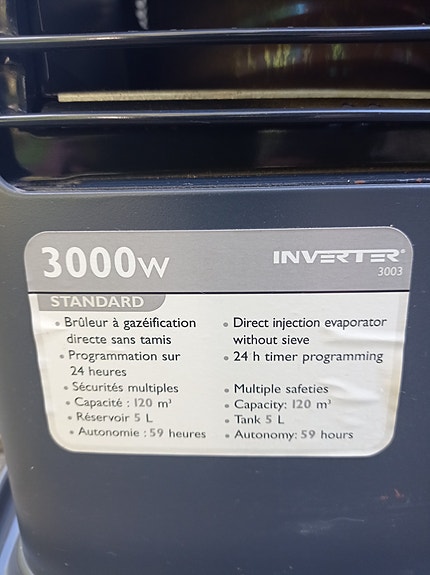 3000W
INVERTER®
3003
STANDARD
• Brûleur à gazéification
directe sans tamis
• Programmation sur
24 heures
• Sécurités multiples
• Capacité : 120 m³
• Réservoir 5 L
• Autonomie : 59 heures
• Direct injection evaporator
without sieve
• 24 h timer programming
• Multiple safeties
• Capacity: 120 m³
• Tank 5 L
• Autonomy: 59 hours